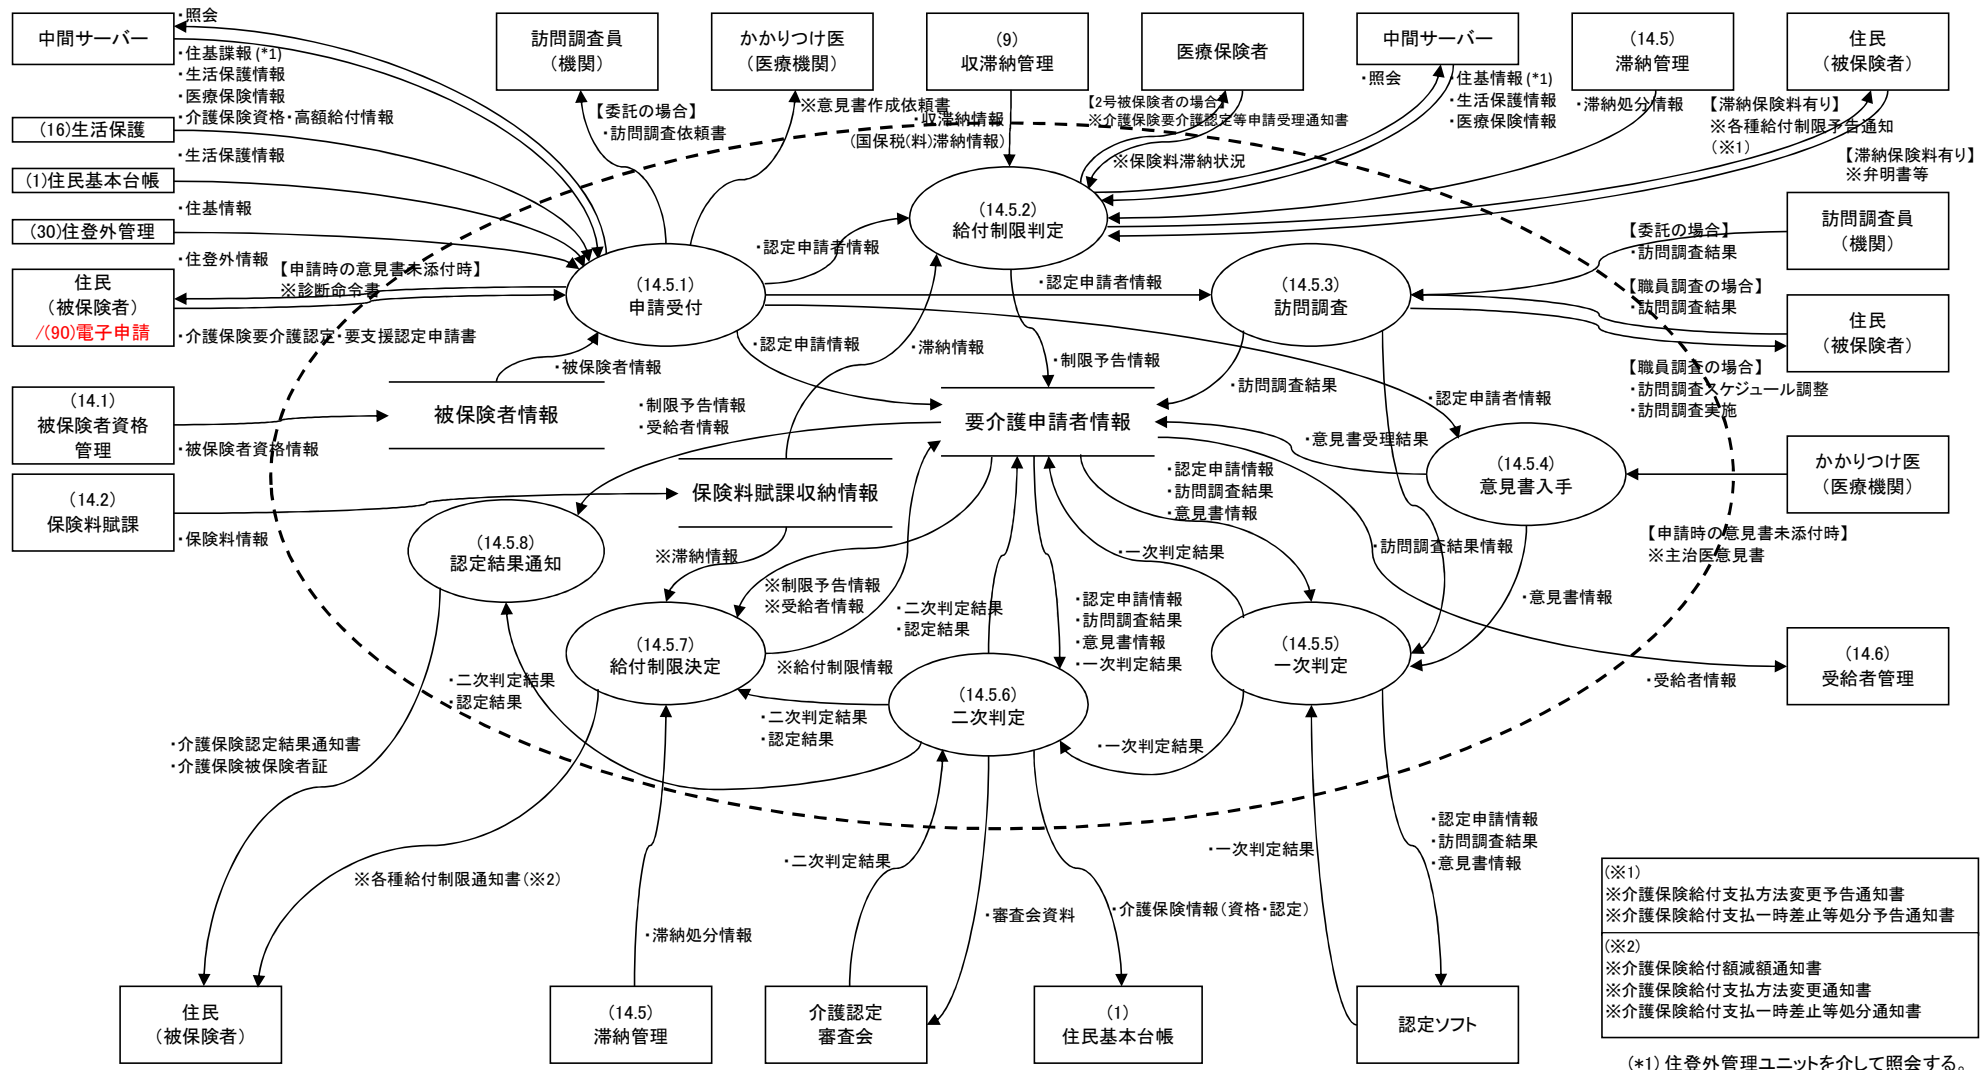 ・照会
中間サーバー
・住基諜報(*1)
・生活保護情報
・医療保険情報
・介護保険資格・高額給付情報
訪問調査員
（機関）
【委託の場合】
・訪問調査依頼書
かかりつけ医
（医療機関）
※意見書作成依頼書
(9)
収滞納管理
・収滞納情報
(国保税(料)滞納情報)
医療保険者
【2号被保険者の場合】
※介護保険要介護認定等申請受理通知書
※保険料滞納状況
中間サーバー
・照会
・住基情報(*1)
・生活保護情報
・医療保険情報
(14.5)
滞納管理
・滞納処分情報
住民
（被保険者）
【滞納保険料有り】
※各種給付制限予告通知
（※1）
【滞納保険料有り】
※弁明書等
(16)生活保護
・生活保護情報
(1)住民基本台帳
・住基情報
(30)住登外管理
・住登外情報
住民
（被保険者）
/(90)電子申請
【申請時の意見書未添付時】
※診断命令書
・介護保険要介護認定・要支援認定申請書
(14.5.1)
申請受付
・認定申請者情報
(14.5.2)
給付制限判定
・認定申請者情報
(14.5.3)
訪問調査
訪問調査員
（機関）
【委託の場合】
・訪問調査結果
【職員調査の場合】
・訪問調査結果
住民
（被保険者）
【職員調査の場合】
・訪問調査スケジュール調整
・訪問調査実施
・被保険者情報
・認定申請情報
・滞納情報
・制限予告情報
・訪問調査結果
・認定申請者情報
(14.1)
被保険者資格
管理
・被保険者資格情報
被保険者情報
・制限予告情報
・受給者情報
要介護申請者情報
・意見書受理結果
(14.5.4)
意見書入手
かかりつけ医
（医療機関）
【申請時の意見書未添付時】
※主治医意見書
(14.2)
保険料賦課
・保険料情報
保険料賦課収納情報
・認定申請情報
・訪問調査結果
・意見書情報
・一次判定結果
・訪問調査結果情報
・意見書情報
(14.5.8)
認定結果通知
※滞納情報
※制限予告情報
※受給者情報
・二次判定結果
・認定結果
・認定申請情報
・訪問調査結果
・意見書情報
・一次判定結果
(14.5.7)
給付制限決定
※給付制限情報
(14.5.6)
二次判定
(14.5.5)
一次判定
(14.6)
受給者管理
・受給者情報
・二次判定結果
・認定結果
・二次判定結果
・認定結果
・一次判定結果
・介護保険認定結果通知書
・介護保険被保険者証
※各種給付制限通知書（※2）
・滞納処分情報
・二次判定結果
・審査会資料
・介護保険情報（資格・認定）
・一次判定結果
・認定申請情報
・訪問調査結果
・意見書情報
住民
（被保険者）
(14.5)
滞納管理
介護認定
審査会
(1)
住民基本台帳
認定ソフト
(※1)
※介護保険給付支払方法変更予告通知書
※介護保険給付支払一時差止等処分予告通知書
(※2)
※介護保険給付額減額通知書
※介護保険給付支払方法変更通知書
※介護保険給付支払一時差止等処分通知書
(*1) 住登外管理ユニットを介して照会する。